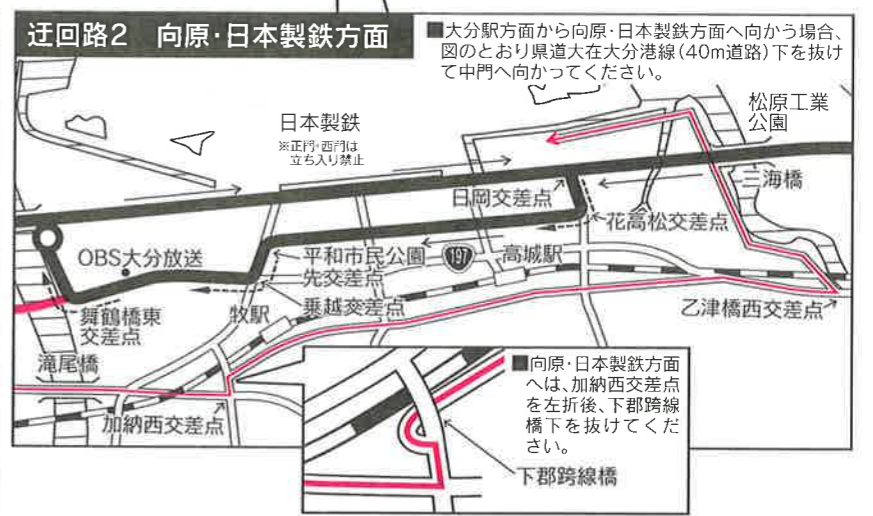 迂回路2 向原・日本製鉄方面
■大分駅方面から向原・日本製鉄方面へ向かう場合、
図のとおり県道大在大分港線(40m道路)下を抜け
て中門へ向かってください。
日本製鉄
※正門・西門は
立ち入り禁止
松原工業
公園
三海橋
日岡交差点
花高松交差点
OBS大分放送
平和市民公園
先交差点
197
高城駅
乙津橋西交差点
舞鶴橋東
交差点
牧駅
乗越交差点
滝尾橋
加納西交差点
■向原・日本製鉄方面
へは、加納西交差点
を左折後、下郡跨線
橋下を抜けてくだ
さい。
下郡跨線橋